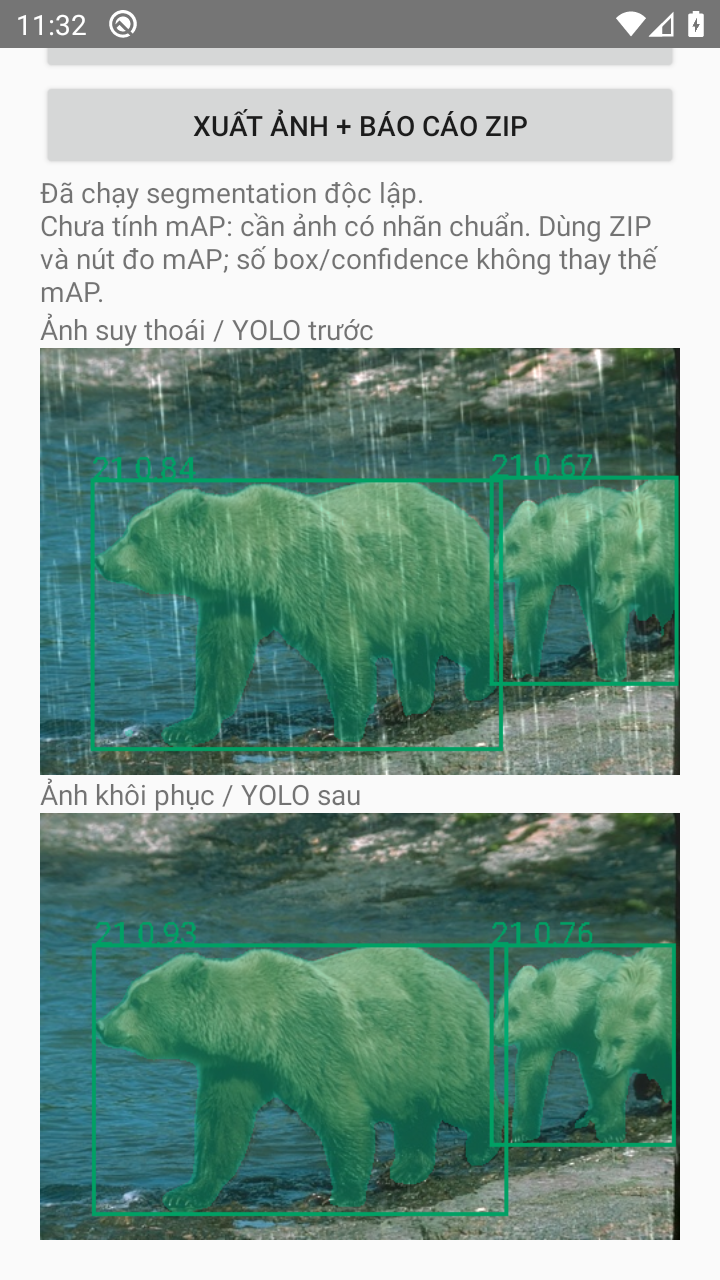 11:32
XUẤT ẢNH + BÁO CÁO ZIP
Đã chạy segmentation độc lập.
Chưa tính mAP: cần ảnh có nhãn chuẩn. Dùng ZIP
và nút đo mAP; số box/confidence không thay thế
mAP.
Ảnh suy thoái / YOLO trước
21 0.84
21 0.67
Ảnh khôi phục / YOLO sau
21 0.93
21 0.76